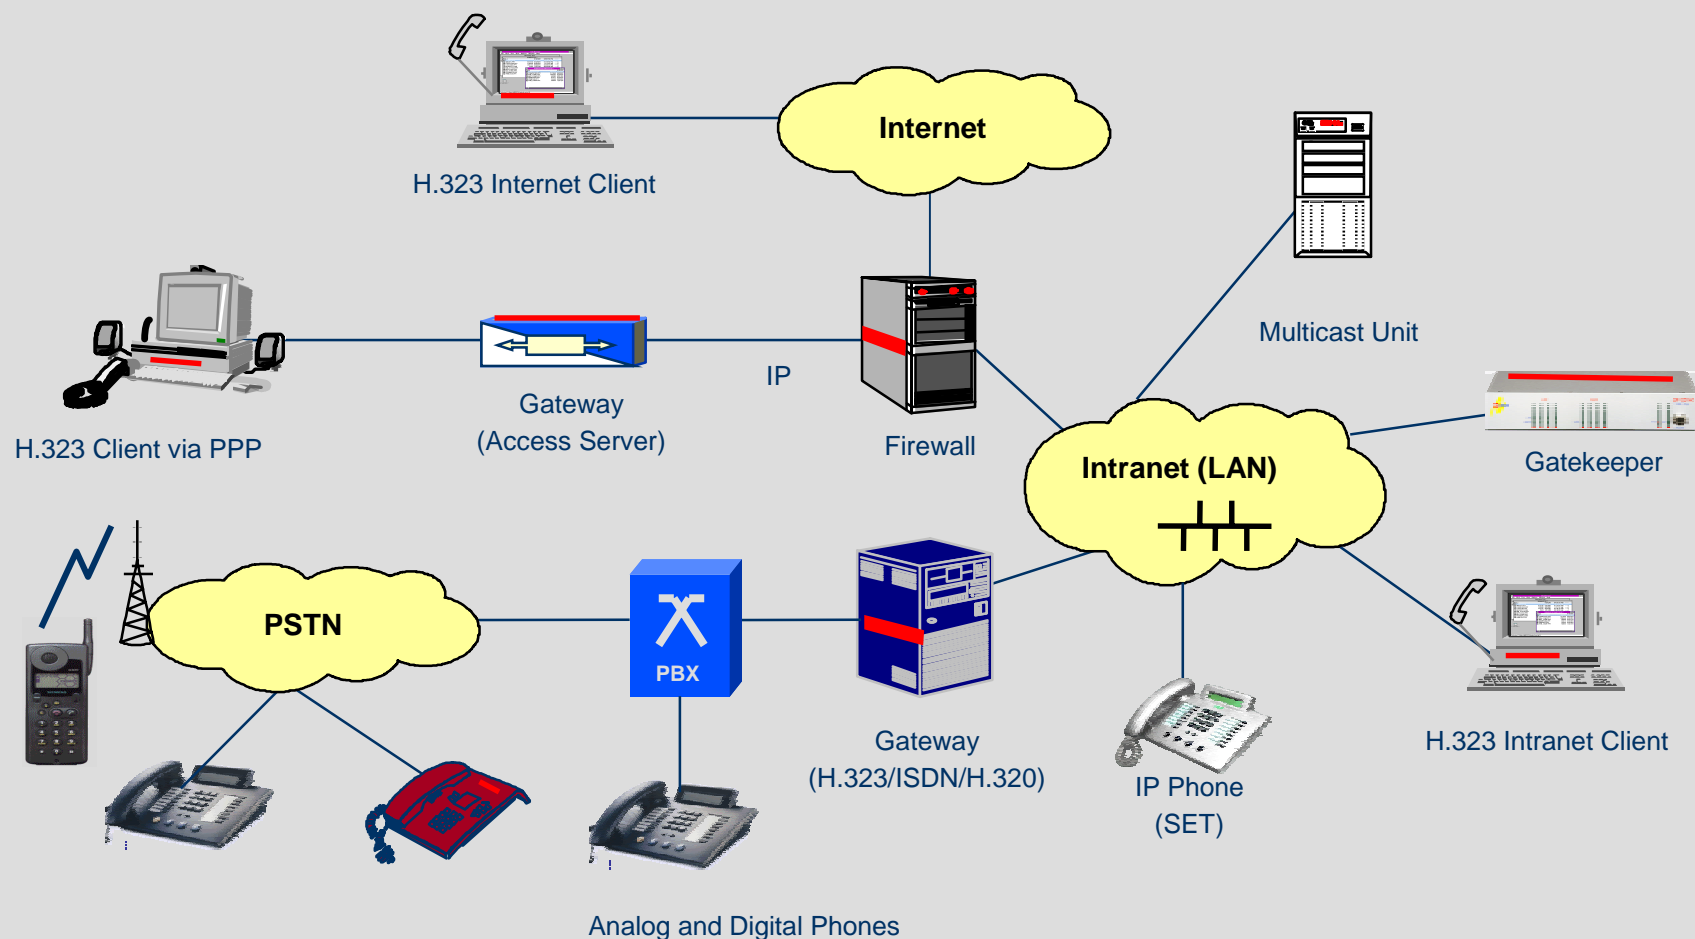 Internet
H.323 Internet Client
Multicast Unit
IP
Gateway
(Access Server)
Firewall
H.323 Client via PPP
Intranet (LAN)
Gatekeeper
PSTN
PBX
Gateway
(H.323/ISDN/H.320)
IP Phone
(SET)
H.323 Intranet Client
Analog and Digital Phones